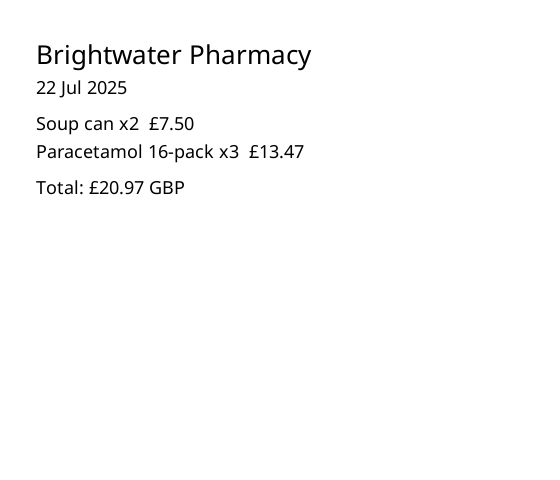 Brightwater Pharmacy
22 Jul 2025
Soup can x2  £7.50
Paracetamol 16-pack x3  £13.47
Total: £20.97 GBP